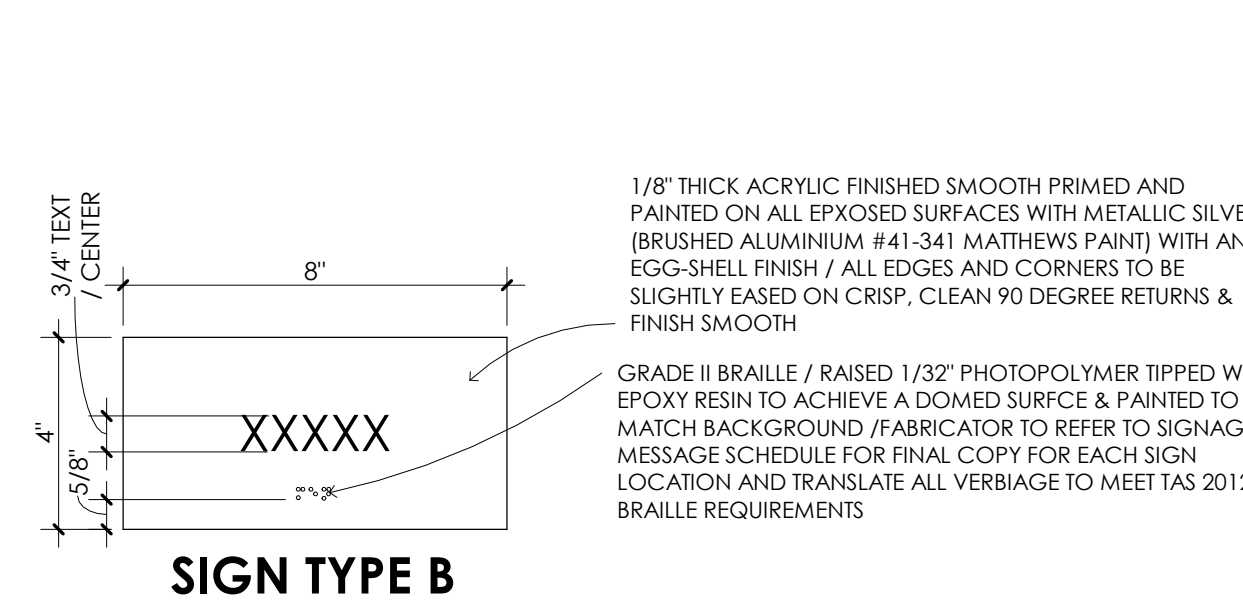 3/4" TEXT
/ CENTER
8"
4"
5/8"
XXXXX
1/8" THICK ACRYLIC FINISHED SMOOTH PRIMED AND
PAINTED ON ALL EPXOSED SURFACES WITH METALLIC SILVE
(BRUSHED ALUMINIUM #41-341 MATTHEWS PAINT) WITH AN
EGG-SHELL FINISH / ALL EDGES AND CORNERS TO BE
SLIGHTLY EASED ON CRISP, CLEAN 90 DEGREE RETURNS &
FINISH SMOOTH
GRADE II BRAILLE / RAISED 1/32" PHOTOPOLYMER TIPPED W
EPOXY RESIN TO ACHIEVE A DOMED SURFCE & PAINTED TO
MATCH BACKGROUND /FABRICATOR TO REFER TO SIGNAG
MESSAGE SCHEDULE FOR FINAL COPY FOR EACH SIGN
LOCATION AND TRANSLATE ALL VERBIAGE TO MEET TAS 2012
BRAILLE REQUIREMENTS
SIGN TYPE B